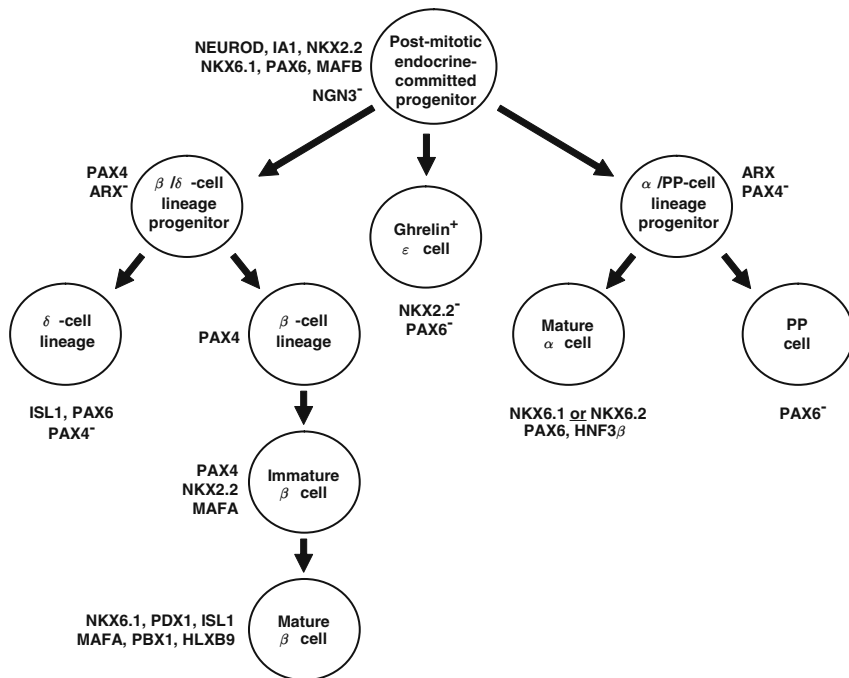 NEUROD, IA1, NKX2.2
NKX6.1, PAX6, MAFB
NGN3⁻
Post-mitotic
endocrine-
committed
progenitor
PAX4
ARX⁻
β /δ -cell
lineage
progenitor
Ghrelin⁺
ε cell
NKX2.2⁻
PAX6⁻
α /PP-cell
lineage
progenitor
ARX
PAX4⁻
δ -cell
lineage
ISL1, PAX6
PAX4⁻
PAX4
β -cell
lineage
Mature
α cell
NKX6.1 or NKX6.2
PAX6, HNF3β
PP
cell
PAX6⁻
PAX4
NKX2.2
MAFA
Immature
β cell
NKX6.1, PDX1, ISL1
MAFA, PBX1, HLXB9
Mature
β cell